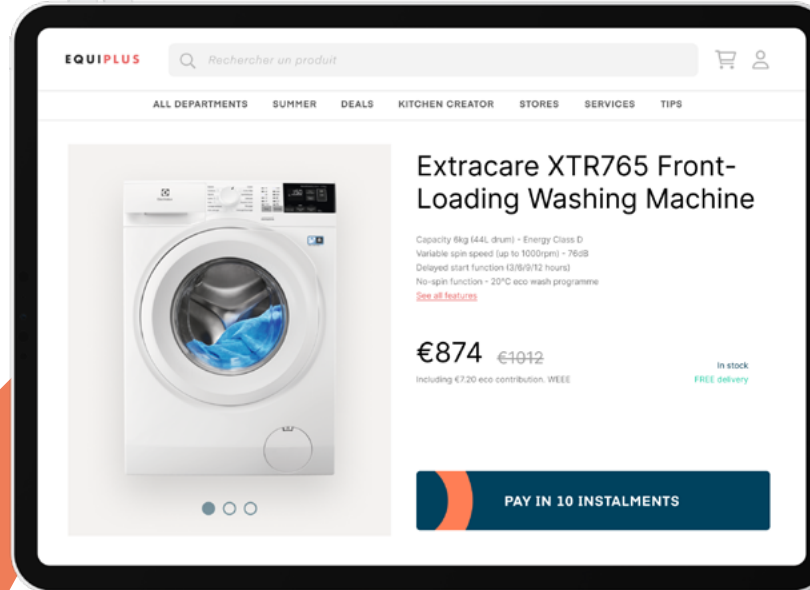 EQUIPLUS
Rechercher un produit
ALL DEPARTMENTS SUMMER DEALS KITCHEN CREATOR STORES SERVICES TIPS
Extracare XTR765 Front-
Loading Washing Machine
Capacity 6kg (44L drum) - Energy Class D
Variable spin speed (up to 1000rpm) - 76dB
Delayed start function (3/6/9/12 hours)
No-spin function - 20°C eco wash programme
See all features
€874 €1012
Including €7.20 eco contribution. WEEE
In stock
FREE delivery
PAY IN 10 INSTALMENTS